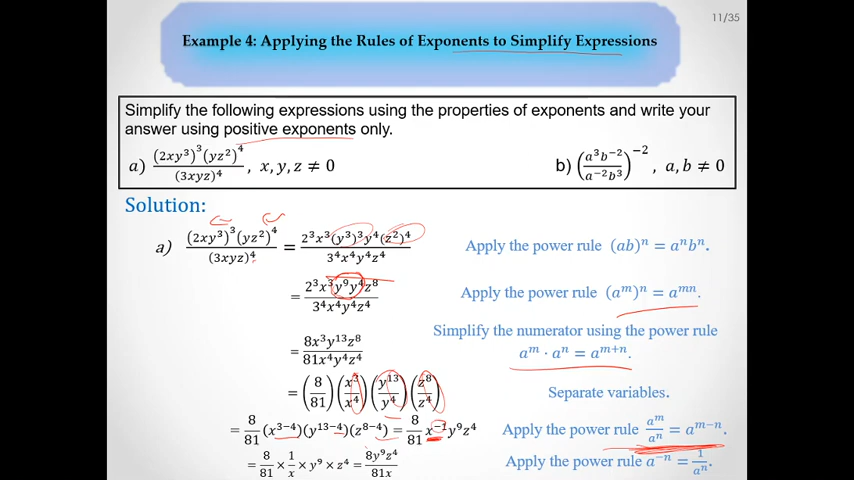 11/35
Example 4: Applying the Rules of Exponents to Simplify Expressions
Simplify the following expressions using the properties of exponents and write your
answer using positive exponents only.
a) (2xy³)³(yz²)⁴/(3xyz)⁴ , x, y, z ≠ 0
b) (a³b⁻²/a⁻²b³)⁻² , a, b ≠ 0
Solution:
a) (2xy³)³(yz²)⁴/(3xyz)⁴ = 2³x³(y³)³y⁴(z²)⁴/3⁴x⁴y⁴z⁴
Apply the power rule (ab)ⁿ = aⁿbⁿ.
= 2³x³y⁹y⁴z⁸/3⁴x⁴y⁴z⁴
Apply the power rule (aᵐ)ⁿ = aᵐⁿ.
Simplify the numerator using the power rule
aᵐ · aⁿ = aᵐ⁺ⁿ.
= 8x³y¹³z⁸/81x⁴y⁴z⁴
= (8/81)(x³/x⁴)(y¹³/y⁴)(z⁸/z⁴)
Separate variables.
= 8/81 (x³⁻⁴)(y¹³⁻⁴)(z⁸⁻⁴) = 8/81 x⁻¹y⁹z⁴
Apply the power rule aᵐ/aⁿ = aᵐ⁻ⁿ.
= 8/81 × 1/x × y⁹ × z⁴ = 8y⁹z⁴/81x
Apply the power rule a⁻ⁿ = 1/aⁿ.